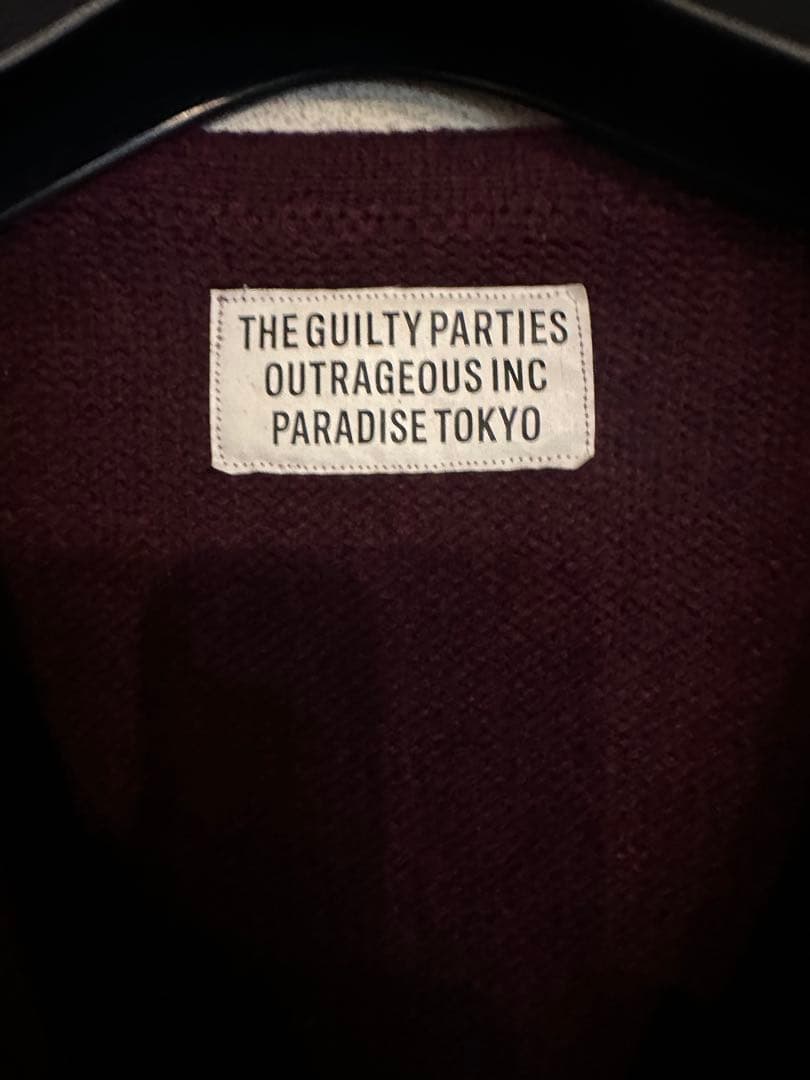 THE GUILTY PARTIES
OUTRAGEOUS INC
PARADISE TOKYO